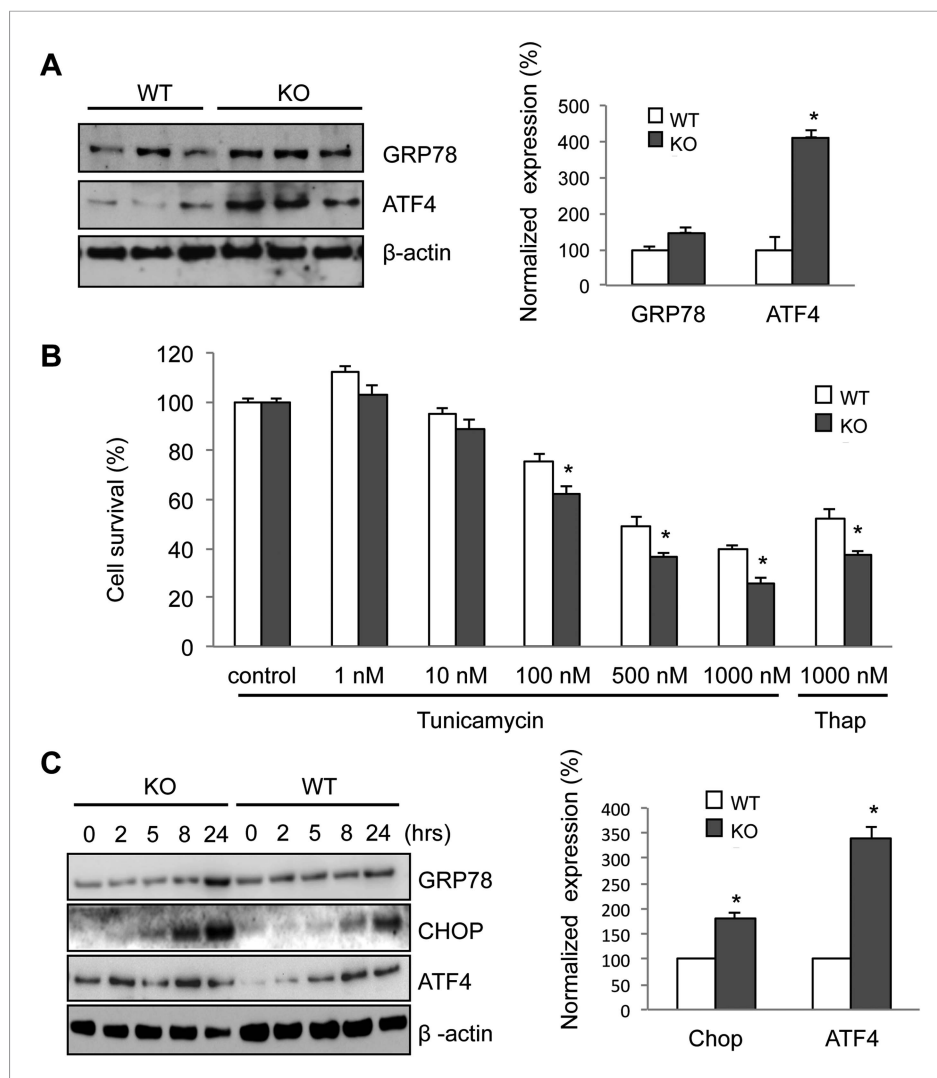 A
WT KO
GRP78
ATF4
β-actin
Normalized expression (%)
500
400
300
200
100
0
WT
KO
*
GRP78 ATF4
B
Cell survival (%)
120
100
80
60
40
20
0
WT
KO
* * * *
control 1 nM 10 nM 100 nM 500 nM 1000 nM 1000 nM
Tunicamycin Thap
C
KO WT
0 2 5 8 24 0 2 5 8 24 (hrs)
GRP78
CHOP
ATF4
β -actin
Normalized expression (%)
400
350
300
250
200
150
100
50
0
WT
KO
* *
Chop ATF4